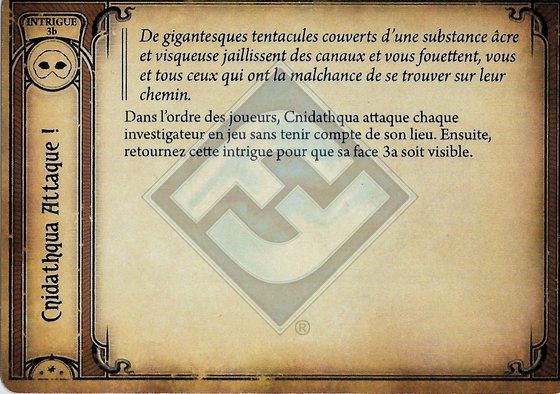 INTRIGUE
3b
Cnidathqua Attaque !
De gigantesques tentacules couverts d'une substance âcre
et visqueuse jaillissent des canaux et vous fouettent, vous
et tous ceux qui ont la malchance de se trouver sur leur
chemin.
Dans l'ordre des joueurs, Cnidathqua attaque chaque
investigateur en jeu sans tenir compte de son lieu. Ensuite,
retournez cette intrigue pour que sa face 3a soit visible.
®